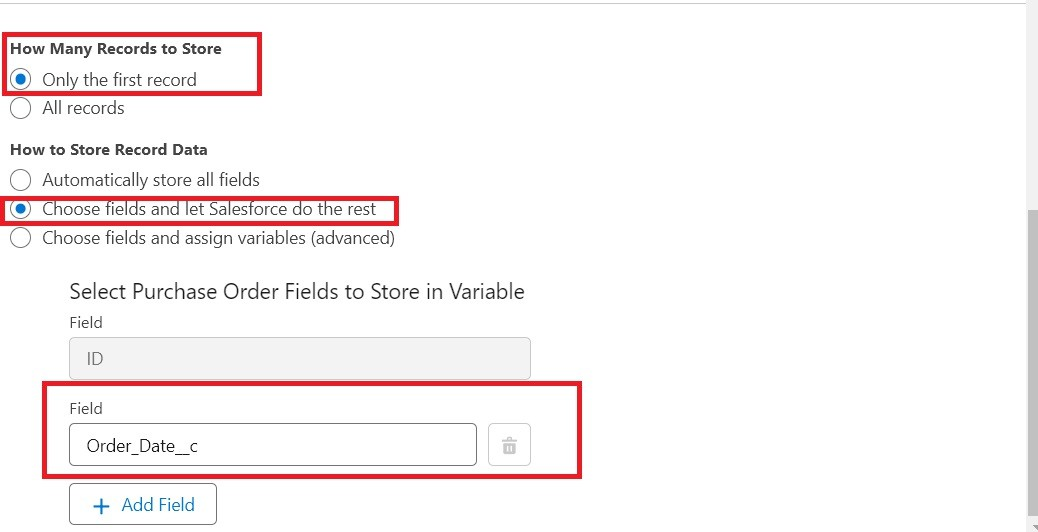 How Many Records to Store
Only the first record
All records
How to Store Record Data
Automatically store all fields
Choose fields and let Salesforce do the rest
Choose fields and assign variables (advanced)
Select Purchase Order Fields to Store in Variable
Field
ID
Field
Order_Date__c
+ Add Field